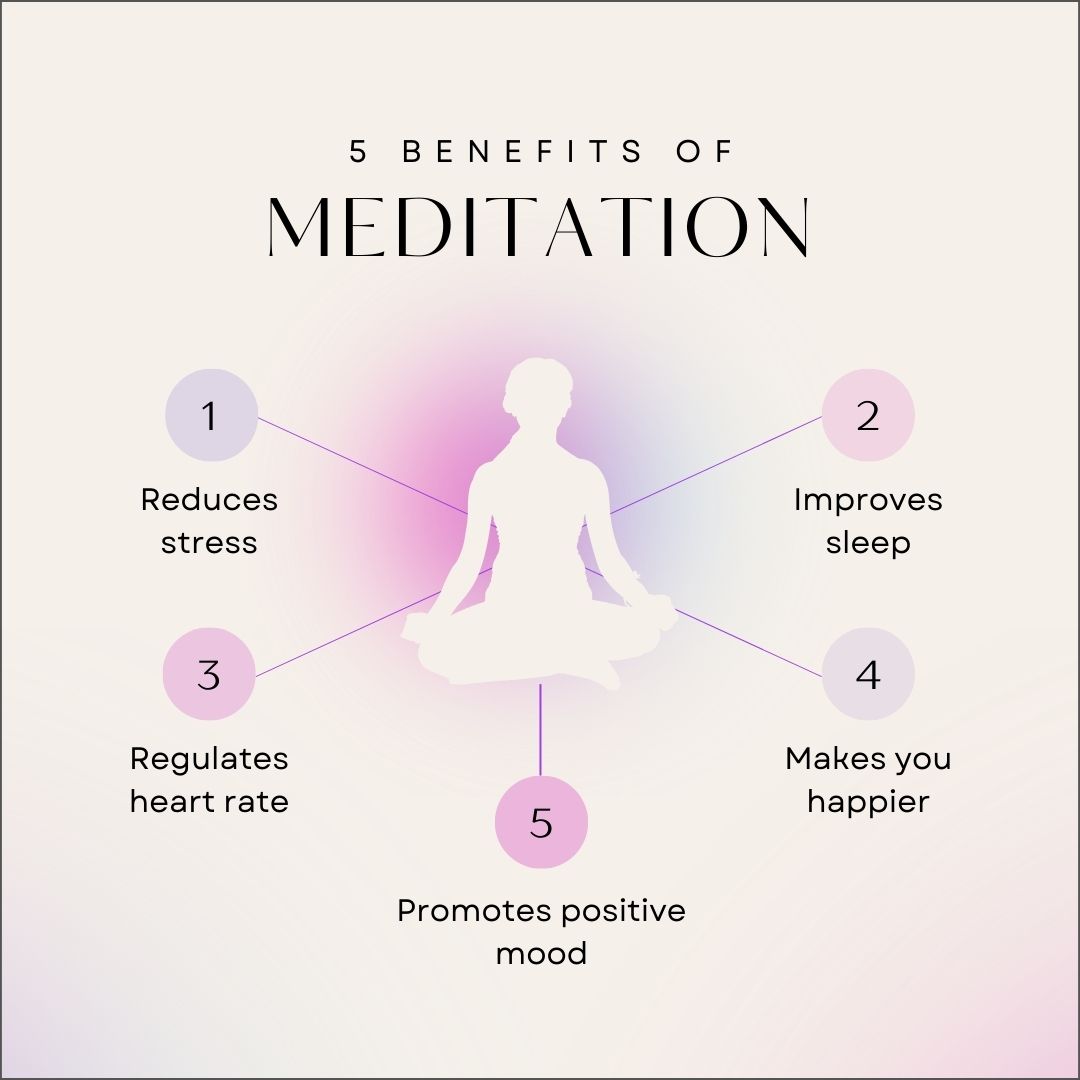 5 BENEFITS OF
MEDITATION
1
Reduces
stress
2
Improves
sleep
3
Regulates
heart rate
4
Makes you
happier
5
Promotes positive
mood